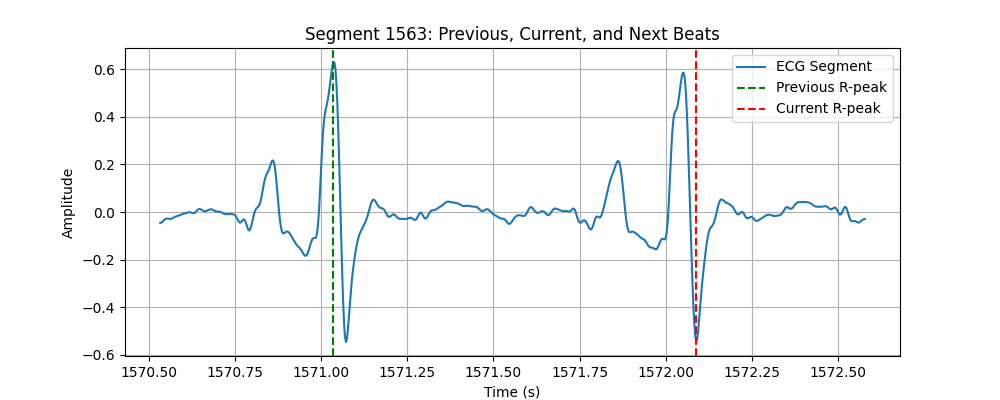 Segment 1563: Previous, Current, and Next Beats
ECG Segment
Previous R-peak
Current R-peak
Amplitude
0.6
0.4
0.2
0.0
−0.2
−0.4
−0.6
1570.50 1570.75 1571.00 1571.25 1571.50 1571.75 1572.00 1572.25 1572.50
Time (s)